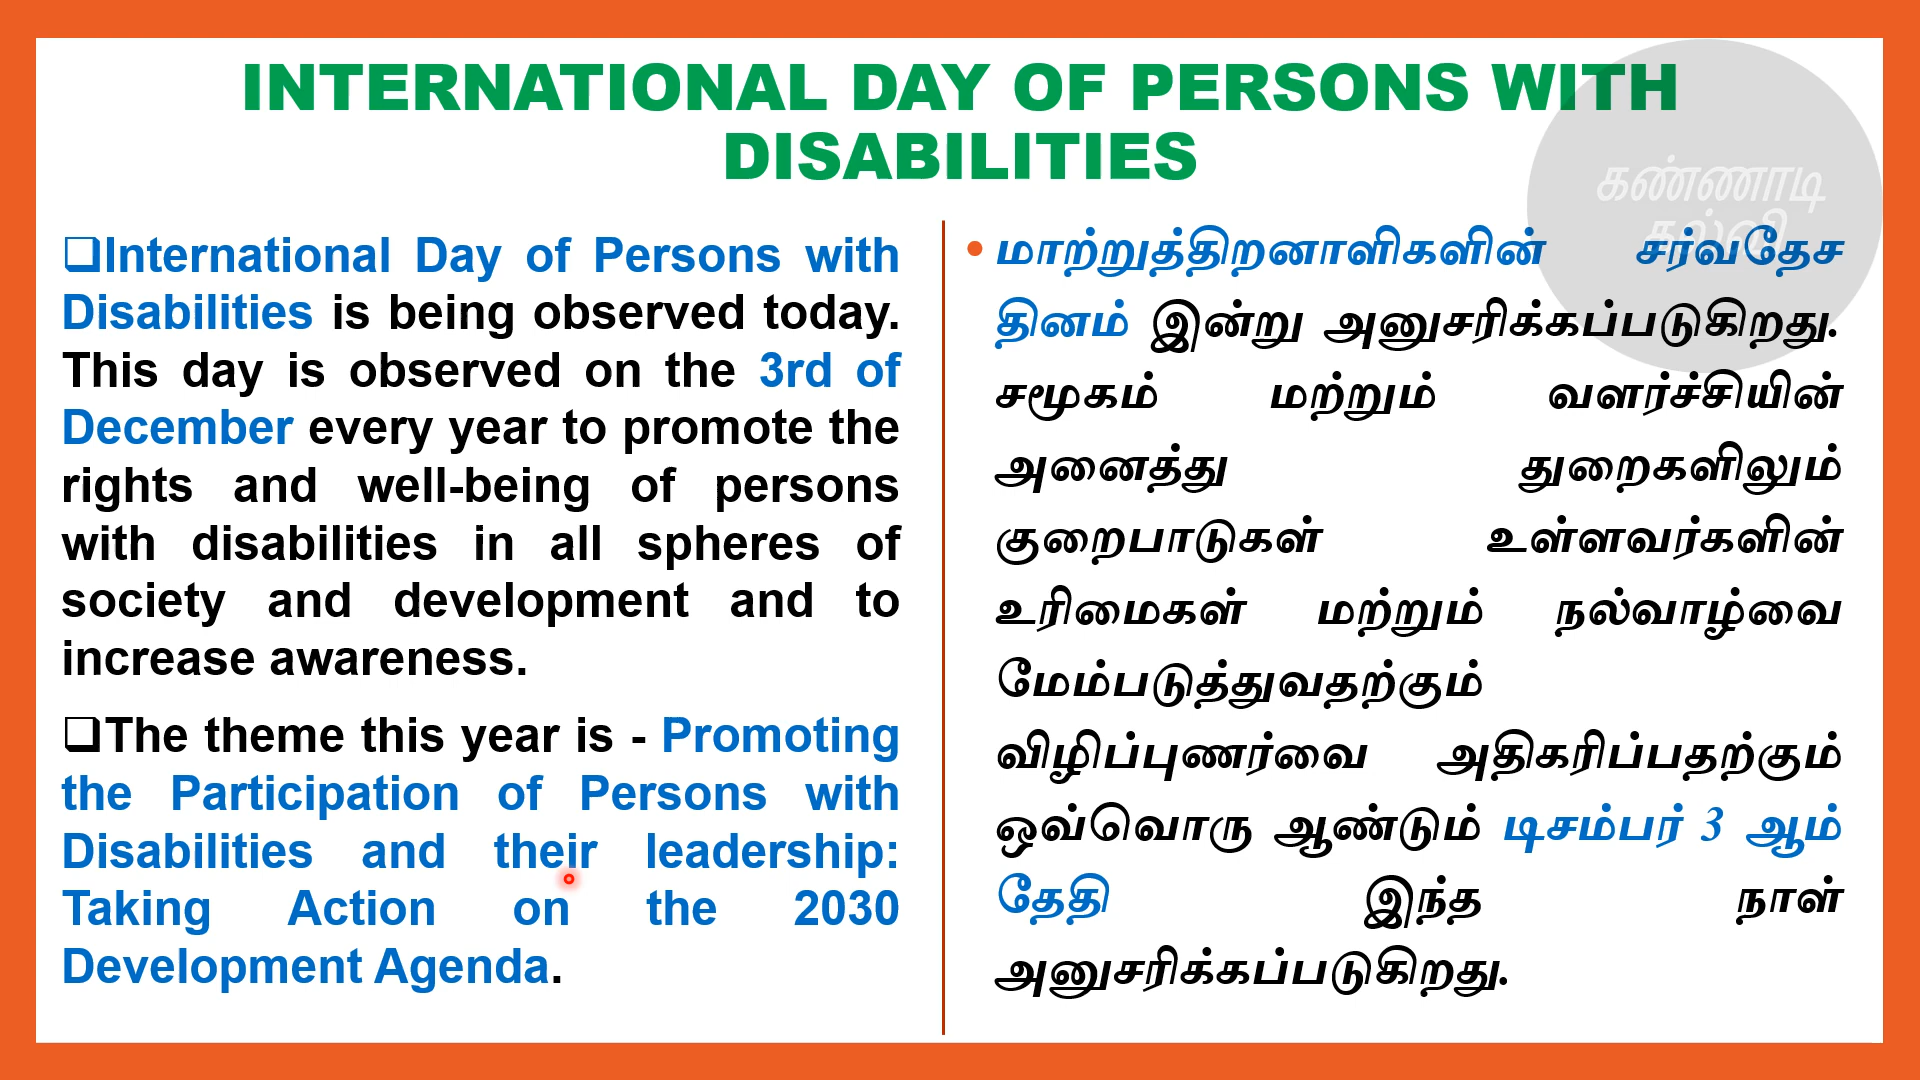 INTERNATIONAL DAY OF PERSONS WITH
DISABILITIES
கண்ணாடி
கல்வி
❑International Day of Persons with
Disabilities is being observed today.
This day is observed on the 3rd of
December every year to promote the
rights and well-being of persons
with disabilities in all spheres of
society and development and to
increase awareness.
❑The theme this year is - Promoting
the Participation of Persons with
Disabilities and their leadership:
Taking Action on the 2030
Development Agenda.
• மாற்றுத்திறனாளிகளின் சர்வதேச
தினம் இன்று அனுசரிக்கப்படுகிறது.
சமூகம் மற்றும் வளர்ச்சியின்
அனைத்து துறைகளிலும்
குறைபாடுகள் உள்ளவர்களின்
உரிமைகள் மற்றும் நல்வாழ்வை
மேம்படுத்துவதற்கும்
விழிப்புணர்வை அதிகரிப்பதற்கும்
ஒவ்வொரு ஆண்டும் டிசம்பர் 3 ஆம்
தேதி இந்த நாள்
அனுசரிக்கப்படுகிறது.